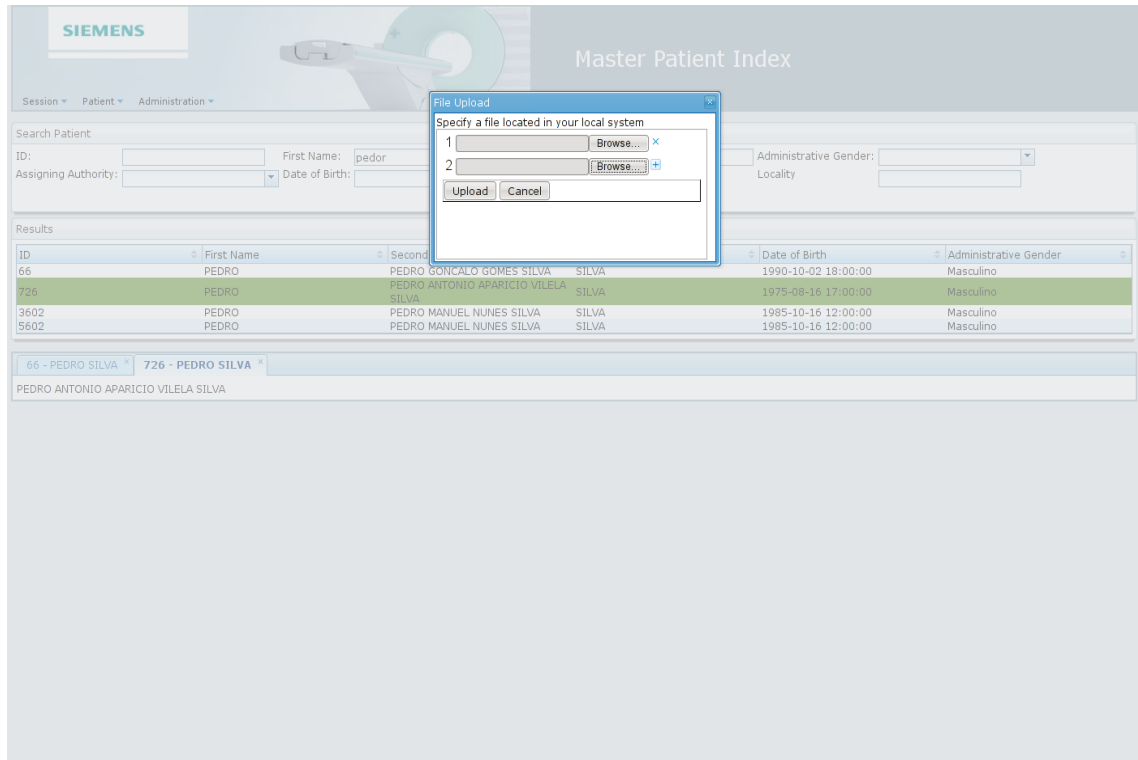 SIEMENS
Master Patient Index
Session Patient Administration
File Upload
Specify a file located in your local system
1 Browse...
2 Browse...
Upload Cancel
Search Patient
ID: First Name: pedor Administrative Gender:
Assigning Authority: Date of Birth: Locality
Results
ID First Name Second Date of Birth Administrative Gender
66 PEDRO PEDRO GONCALO GOMES SILVA SILVA 1990-10-02 18:00:00 Masculino
726 PEDRO PEDRO ANTONIO APARICIO VILELA SILVA SILVA 1975-08-16 17:00:00 Masculino
3602 PEDRO PEDRO MANUEL NUNES SILVA SILVA 1985-10-16 12:00:00 Masculino
5602 PEDRO PEDRO MANUEL NUNES SILVA SILVA 1985-10-16 12:00:00 Masculino
66 - PEDRO SILVA 726 - PEDRO SILVA
PEDRO ANTONIO APARICIO VILELA SILVA